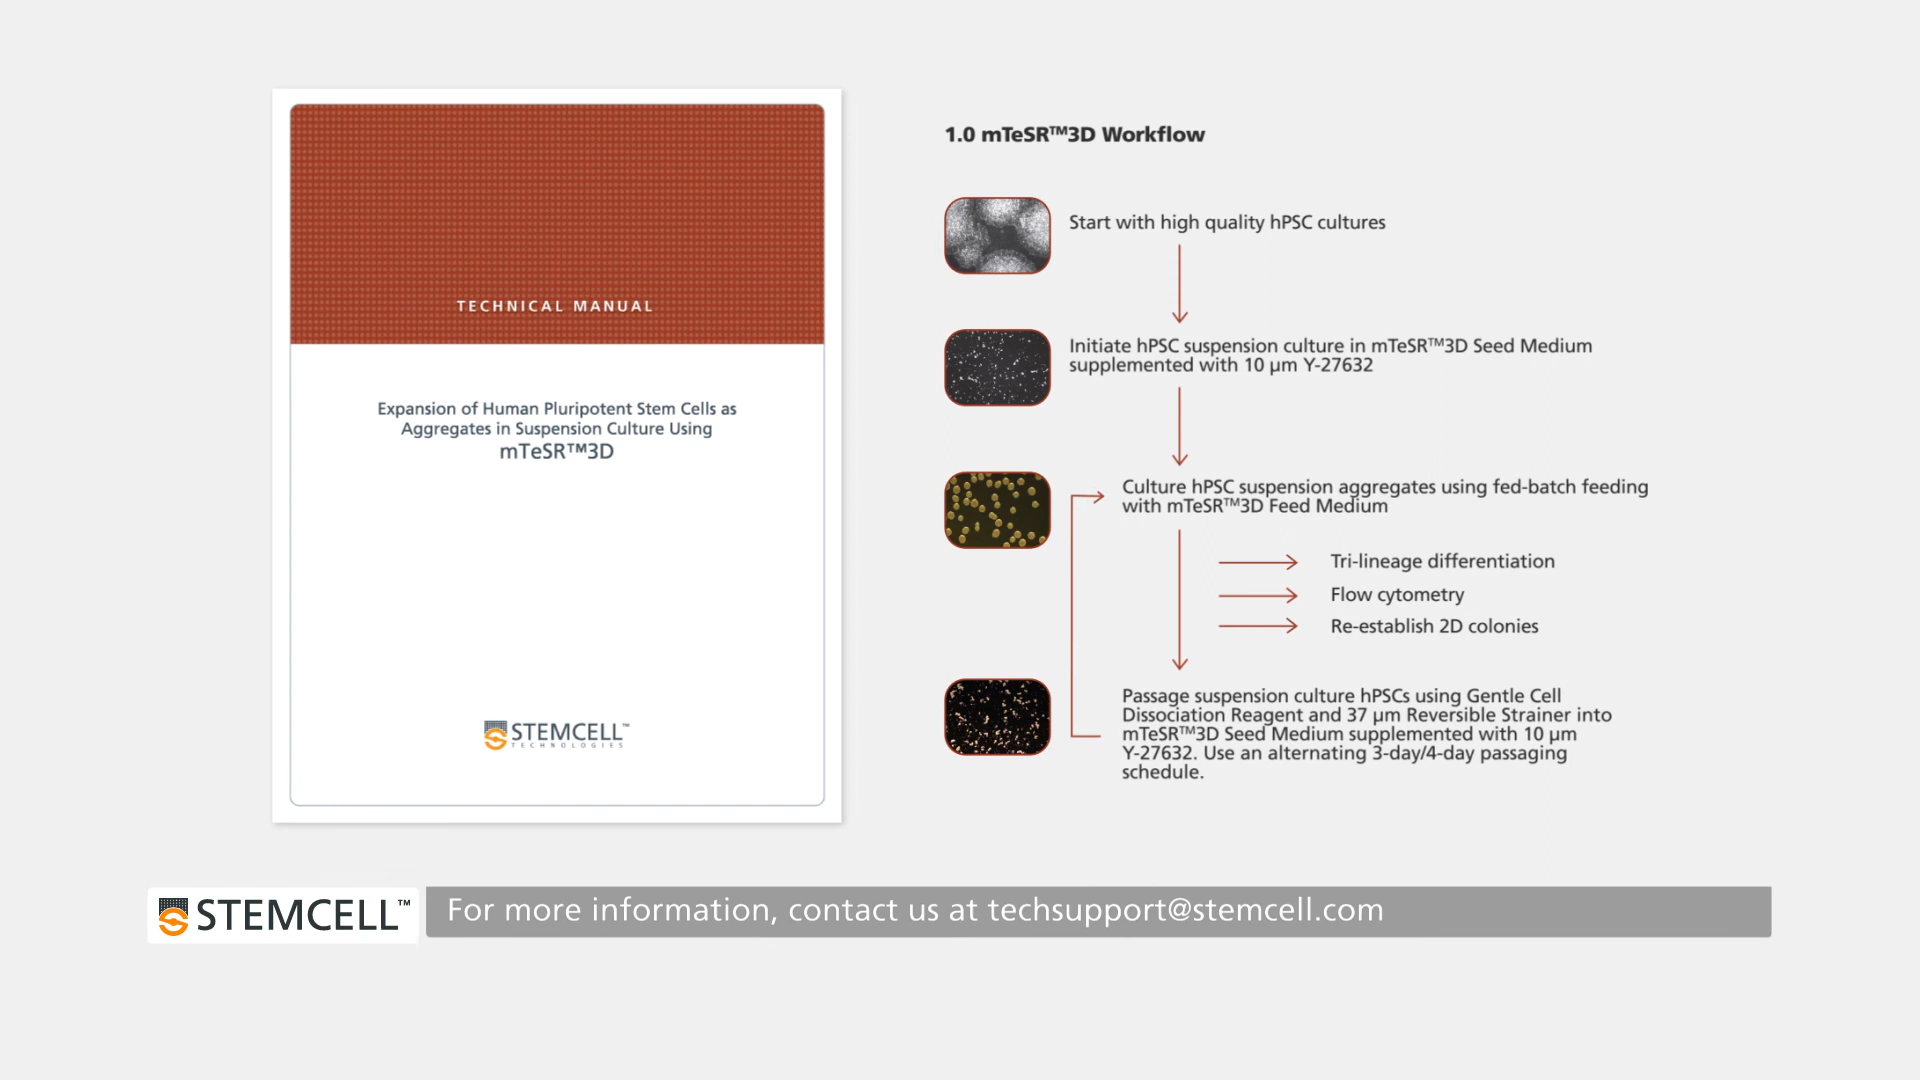 TECHNICAL MANUAL
Expansion of Human Pluripotent Stem Cells as
Aggregates in Suspension Culture Using
mTeSR™3D
STEMCELL™
TECHNOLOGIES
1.0 mTeSR™3D Workflow
Start with high quality hPSC cultures
Initiate hPSC suspension culture in mTeSR™3D Seed Medium
supplemented with 10 µm Y-27632
Culture hPSC suspension aggregates using fed-batch feeding
with mTeSR™3D Feed Medium
Tri-lineage differentiation
Flow cytometry
Re-establish 2D colonies
Passage suspension culture hPSCs using Gentle Cell
Dissociation Reagent and 37 µm Reversible Strainer into
mTeSR™3D Seed Medium supplemented with 10 µm
Y-27632. Use an alternating 3-day/4-day passaging
schedule.
STEMCELL™
For more information, contact us at techsupport@stemcell.com